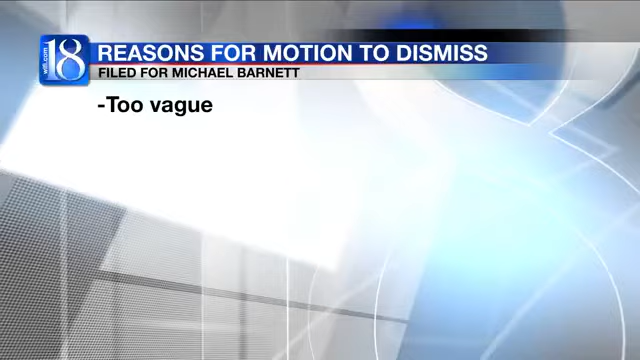 18
wlfi.com
REASONS FOR MOTION TO DISMISS
FILED FOR MICHAEL BARNETT
-Too vague